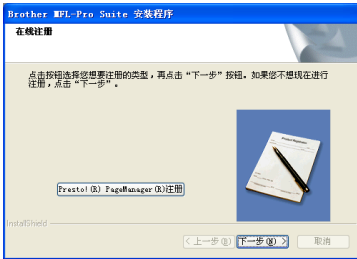 Brother MFL-Pro Suite 安装程序
在线注册
点击按钮选择您想要注册的类型，再点击“下一步”按钮。如果您不想现在进行
注册，点击“下一步”。
Presto!(R) PageManager(R)注册
InstallShield
< 上一步(B)
下一步(N) >
取消